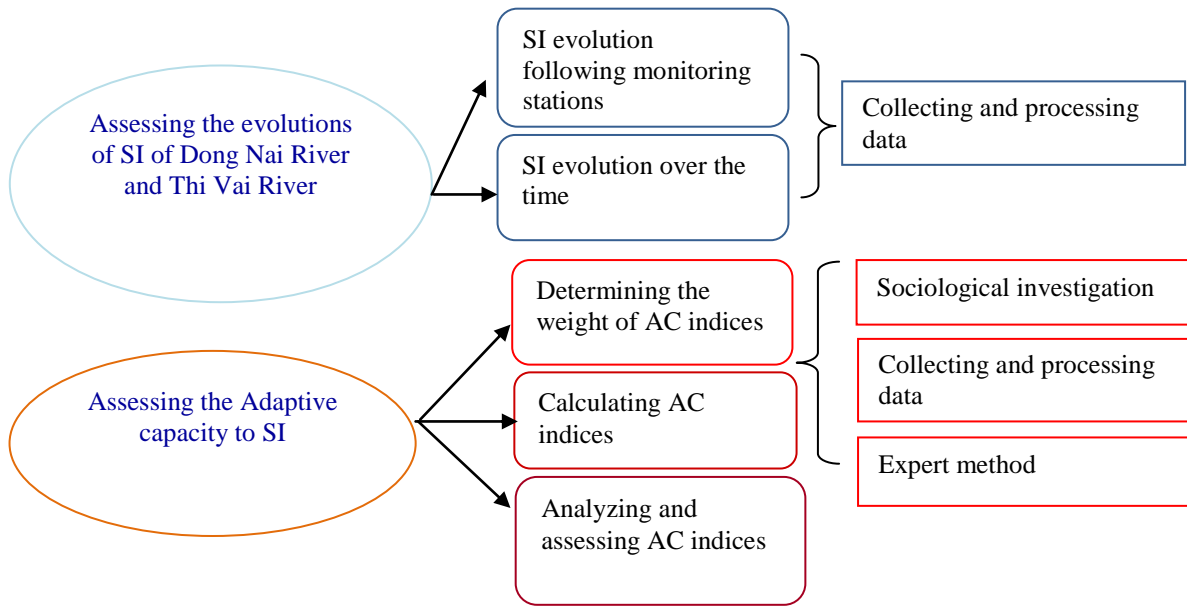 Assessing the evolutions
of SI of Dong Nai River
and Thi Vai River
SI evolution
following monitoring
stations
SI evolution over the
time
Collecting and processing
data
Assessing the Adaptive
capacity to SI
Determining the
weight of AC indices
Calculating AC
indices
Analyzing and
assessing AC indices
Sociological investigation
Collecting and processing
data
Expert method